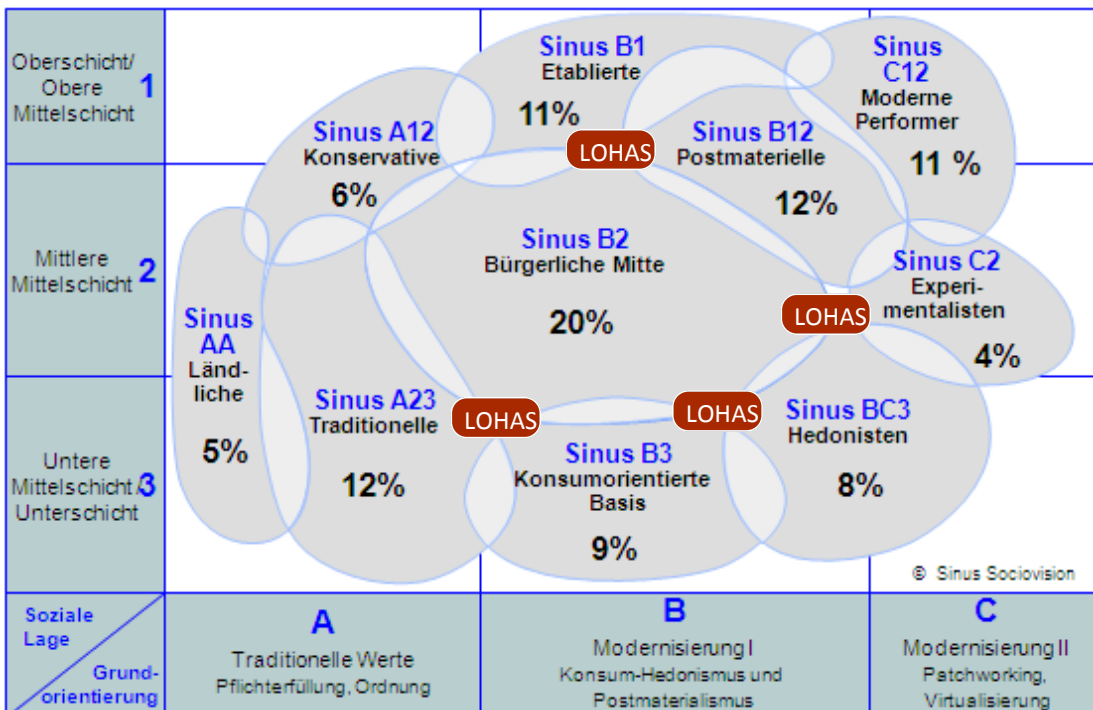 Oberschicht/
Obere
Mittelschicht
1
Mittlere
Mittelschicht
2
Untere
Mittelschicht/
Unterschicht
3
Sinus B1
Etablierte
11%
Sinus
C12
Moderne
Performer
11 %
Sinus A12
Konservative
6%
LOHAS
Sinus B12
Postmaterielle
12%
Sinus B2
Bürgerliche Mitte
20%
Sinus C2
Experi-
mentalisten
4%
LOHAS
Sinus
AA
Länd-
liche
5%
Sinus A23
Traditionelle
12%
LOHAS
LOHAS
Sinus B3
Konsumorientierte
Basis
9%
Sinus BC3
Hedonisten
8%
© Sinus Sociovision
Soziale
Lage
Grund-
orientierung
A
Traditionelle Werte
Pflichterfüllung, Ordnung
B
Modernisierung I
Konsum-Hedonismus und
Postmaterialismus
C
Modernisierung II
Patchworking,
Virtualisierung